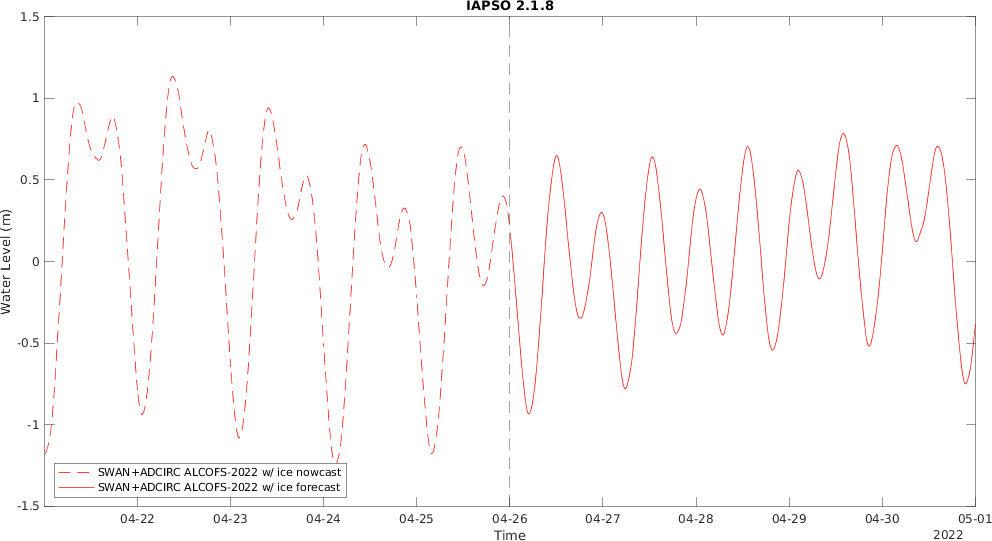 IAPSO 2.1.8
1.5
1
0.5
0
-0.5
-1
-1.5
Water Level (m)
SWAN+ADCIRC ALCOFS-2022 w/ ice nowcast
SWAN+ADCIRC ALCOFS-2022 w/ ice forecast
04-22 04-23 04-24 04-25 04-26 04-27 04-28 04-29 04-30 05-01
Time
2022